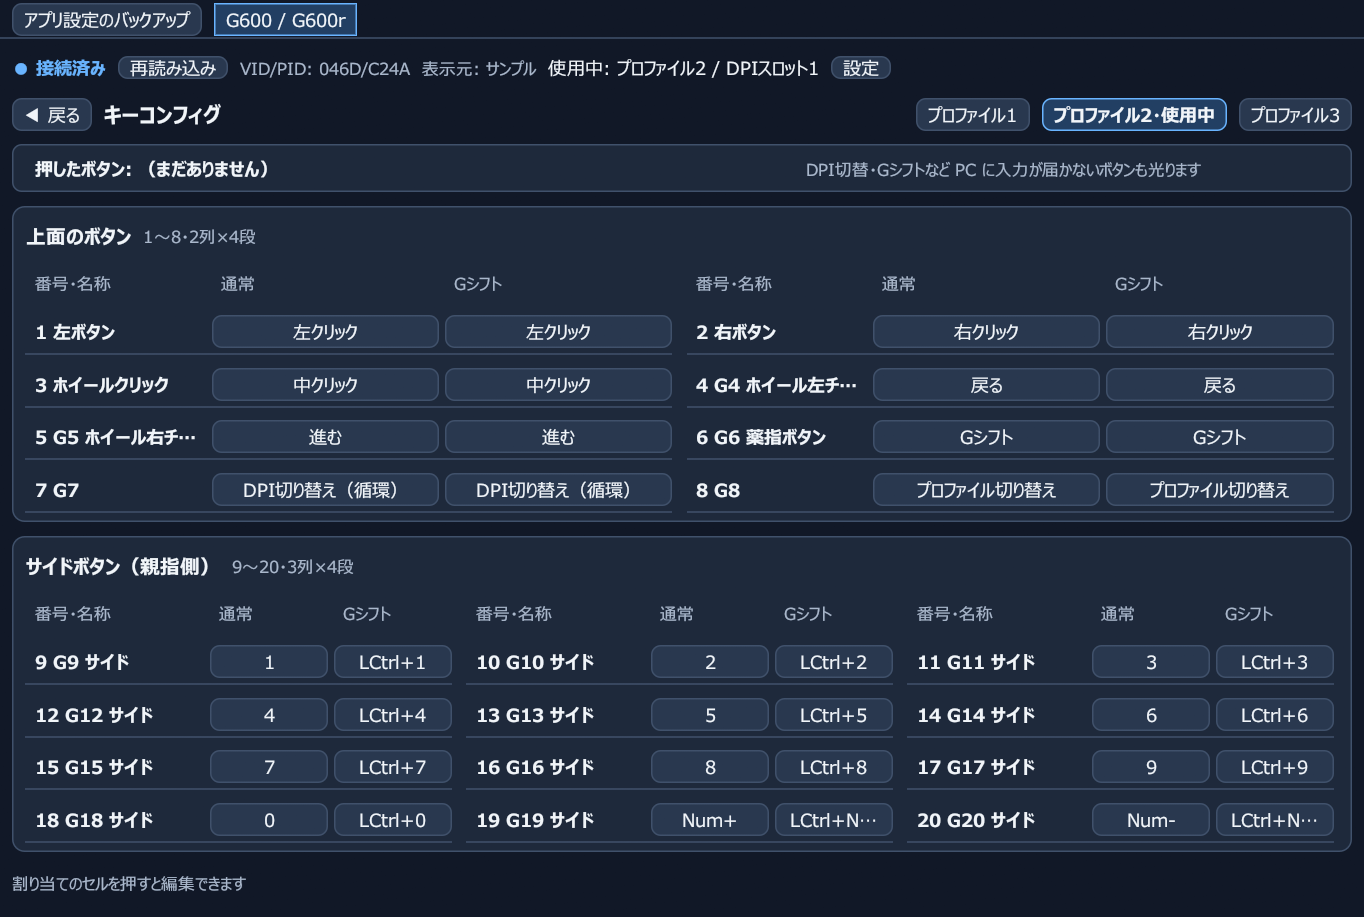 アプリ設定のバックアップ G600 / G600r
● 接続済み 再読み込み VID/PID: 046D/C24A 表示元: サンプル 使用中: プロファイル2 / DPIスロット1 設定
◀ 戻る キーコンフィグ プロファイル1 プロファイル2・使用中 プロファイル3
押したボタン: （まだありません） DPI切替・Gシフトなど PC に入力が届かないボタンも光ります
上面のボタン 1～8・2列×4段
番号・名称 通常 Gシフト 番号・名称 通常 Gシフト
1 左ボタン 左クリック 左クリック 2 右ボタン 右クリック 右クリック
3 ホイールクリック 中クリック 中クリック 4 G4 ホイール左チ… 戻る 戻る
5 G5 ホイール右チ… 進む 進む 6 G6 薬指ボタン Gシフト Gシフト
7 G7 DPI切り替え（循環） DPI切り替え（循環） 8 G8 プロファイル切り替え プロファイル切り替え
サイドボタン（親指側） 9～20・3列×4段
番号・名称 通常 Gシフト 番号・名称 通常 Gシフト 番号・名称 通常 Gシフト
9 G9 サイド 1 LCtrl+1 10 G10 サイド 2 LCtrl+2 11 G11 サイド 3 LCtrl+3
12 G12 サイド 4 LCtrl+4 13 G13 サイド 5 LCtrl+5 14 G14 サイド 6 LCtrl+6
15 G15 サイド 7 LCtrl+7 16 G16 サイド 8 LCtrl+8 17 G17 サイド 9 LCtrl+9
18 G18 サイド 0 LCtrl+0 19 G19 サイド Num+ LCtrl+N… 20 G20 サイド Num- LCtrl+N…
割り当てのセルを押すと編集できます